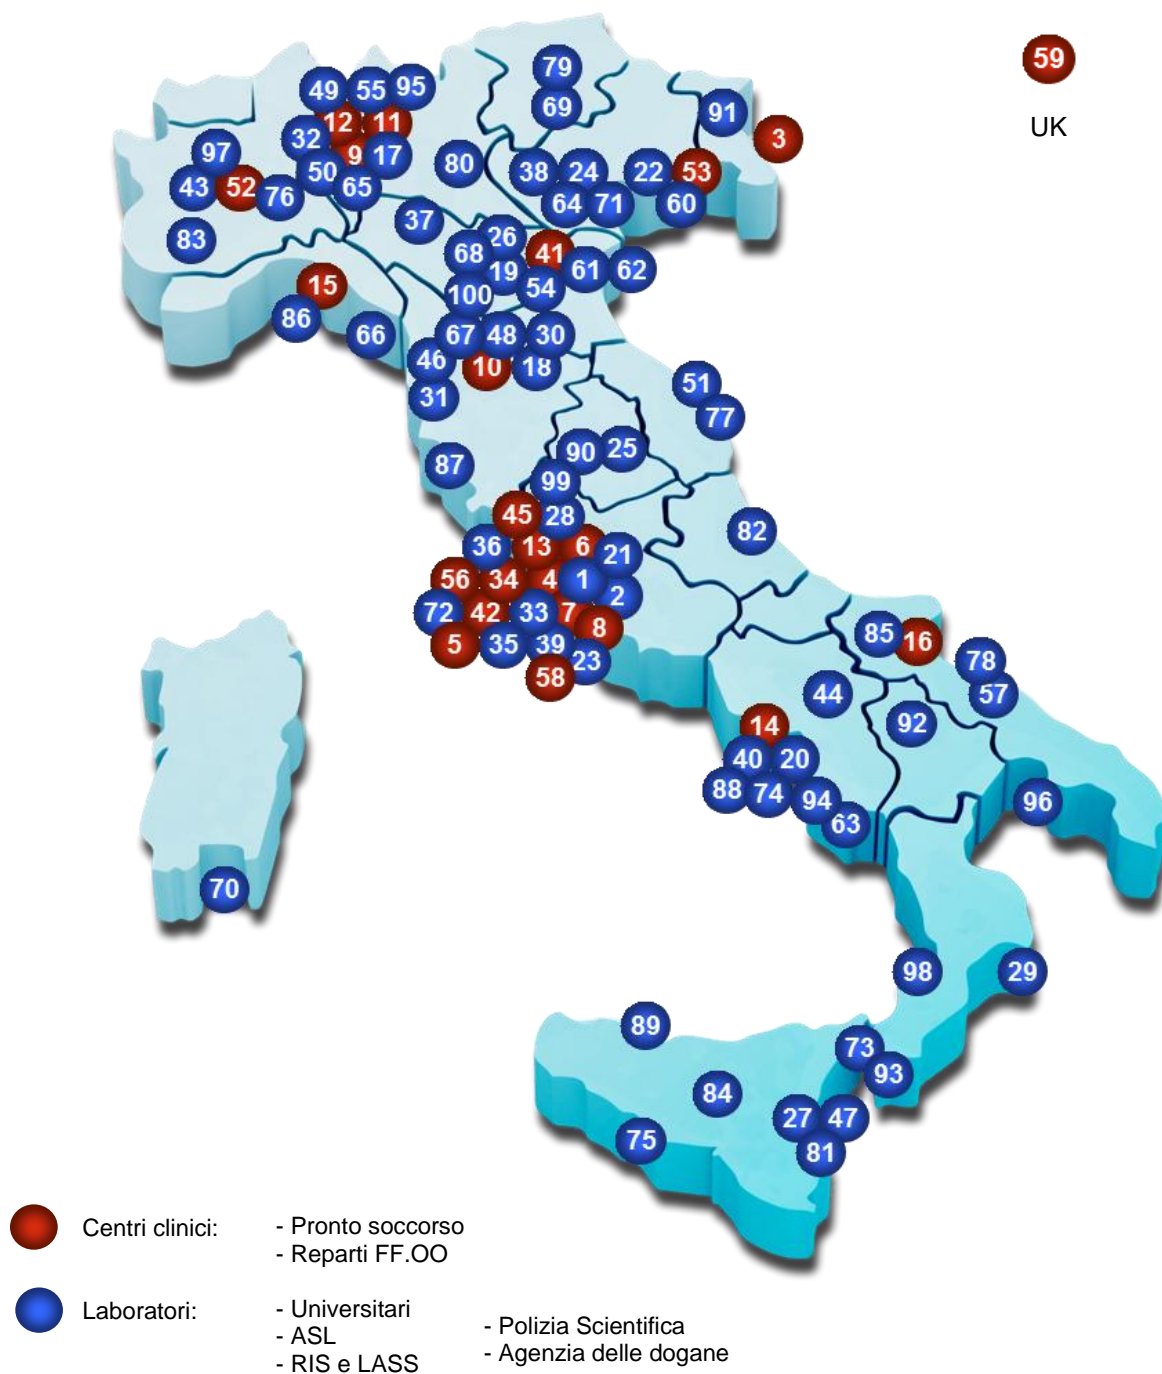 59
UK
79
49 55 95
69
91
12 11
3
32
97
9 17
50
80
38 24 22 53
43 52 76
65
64 71 60
37
83
26
68 41
19 61 62
15
54
100
86
66
67 48 30
46 10 18
51
31
77
90 25
87
99
45 28
82
36 13 6 21
56 34 4 1
2
72 42 33 7
8
85 16
5 35 39
23
78
58
44 57
14
92
40 20
88 74 94
96
63
70
98 29
89
73
93
84
27 47
75
81
Centri clinici:
- Pronto soccorso
- Reparti FF.OO
Laboratori:
- Universitari
- ASL
- RIS e LASS
- Polizia Scientifica
- Agenzia delle dogane